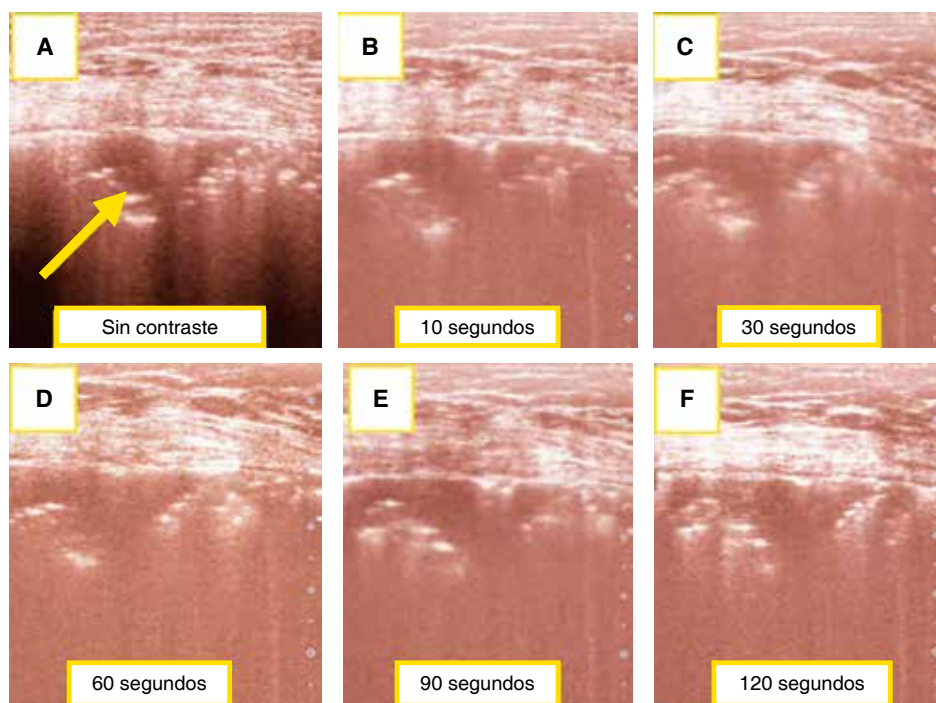 A
Sin contraste
B
10 segundos
C
30 segundos
D
60 segundos
E
90 segundos
F
120 segundos